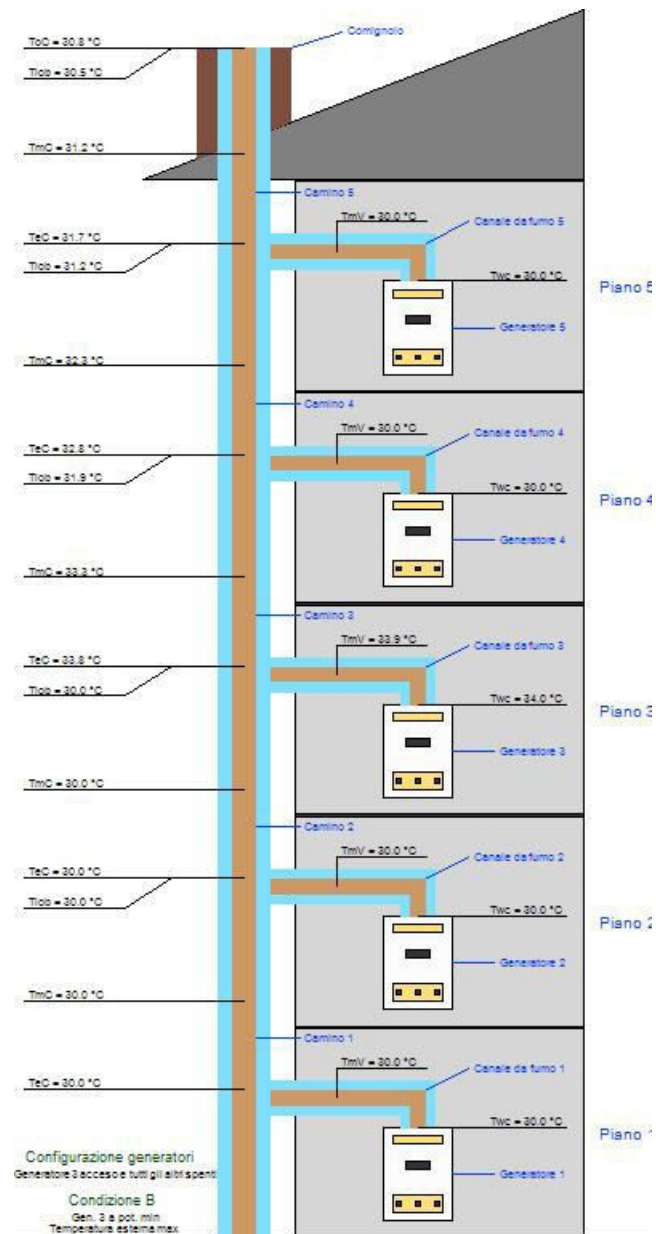 ToC = 30.8 °C
Comignolo
Tiob = 30.5 °C
TmC = 31.2 °C
Camino 5
TmV = 30.0 °C
Canale da fumo 5
TeC = 31.7 °C
Tiob = 31.2 °C
Twc = 30.0 °C
Piano 5
Generatore 5
TmC = 32.3 °C
Camino 4
TmV = 30.0 °C
Canale da fumo 4
TeC = 32.8 °C
Tiob = 31.9 °C
Twc = 30.0 °C
Piano 4
Generatore 4
TmC = 33.3 °C
Camino 3
TmV = 33.9 °C
Canale da fumo 3
TeC = 33.8 °C
Tiob = 30.0 °C
Twc = 34.0 °C
Piano 3
Generatore 3
TmC = 30.0 °C
Camino 2
TmV = 30.0 °C
Canale da fumo 2
TeC = 30.0 °C
Tiob = 30.0 °C
Twc = 30.0 °C
Piano 2
Generatore 2
TmC = 30.0 °C
Camino 1
TmV = 30.0 °C
Canale da fumo 1
TeC = 30.0 °C
Twc = 30.0 °C
Piano 1
Generatore 1
Configurazione generatori
Generatore 3 acceso e tutti gli altri spenti
Condizione B
Gen. 3 a pot. min
Temperatura esterna max